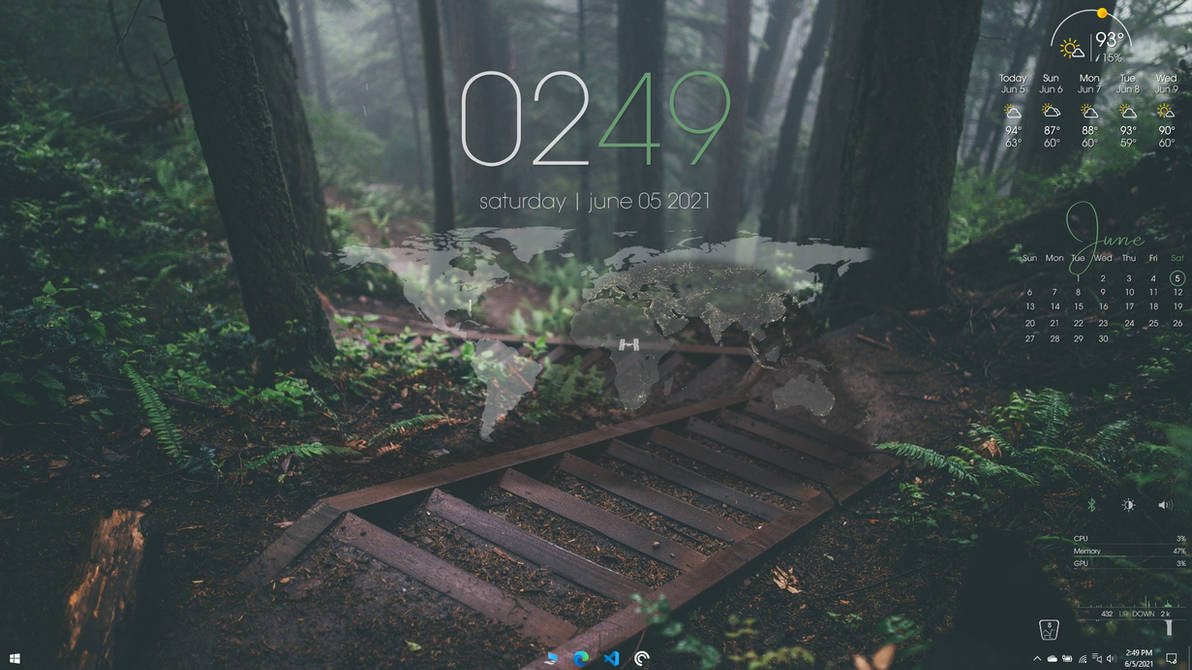 0249
saturday | june 05 2021
93°
15%
Today Sun Mon Tue Wed
Jun 5 Jun 6 Jun 7 Jun 8 Jun 9
94° 87° 88° 93° 90°
63° 60° 60° 59° 60°
June
Sun Mon Tue Wed Thu Fri Sat
1 2 3 4 5
6 7 8 9 10 11 12
13 14 15 16 17 18 19
20 21 22 23 24 25 26
27 28 29 30
CPU 3%
Memory 47%
GPU 3%
432 UP DOWN 2 k
2:49 PM
6/5/2021